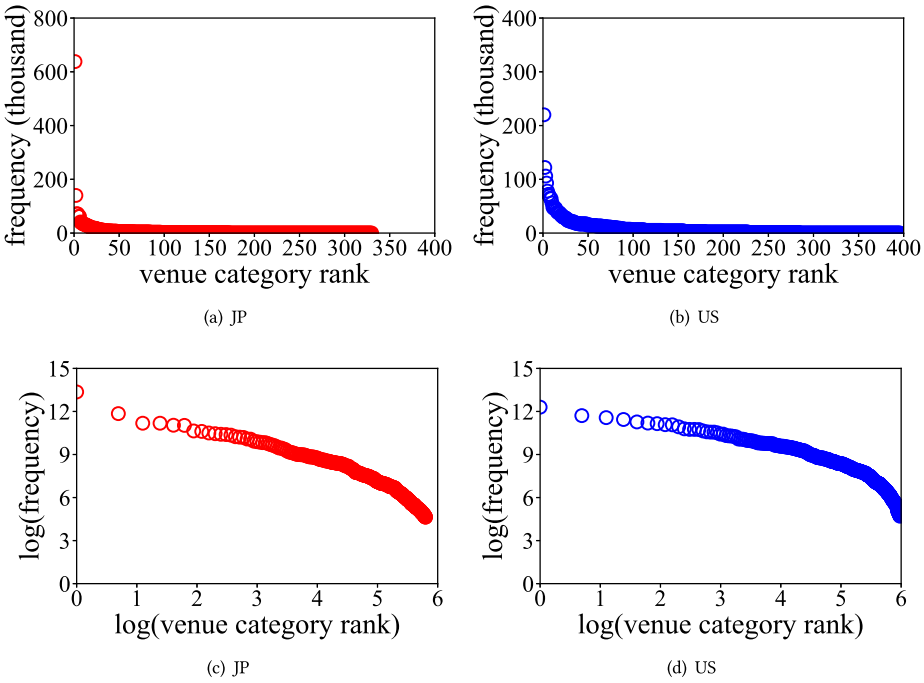 800
600
400
200
0
frequency (thousand)
0 50 100 150 200 250 300 350 400
venue category rank
(a) JP
400
300
200
100
0
frequency (thousand)
0 50 100 150 200 250 300 350 400
venue category rank
(b) US
15
12
9
6
3
0
log(frequency)
0 1 2 3 4 5 6
log(venue category rank)
(c) JP
15
12
9
6
3
0
log(frequency)
0 1 2 3 4 5 6
log(venue category rank)
(d) US